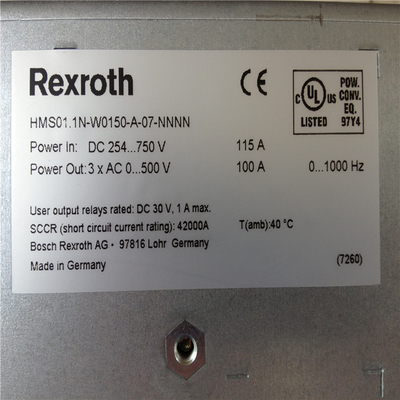 Rexroth
CE
C UL US LISTED
POW. CONV. EQ. 97Y4
HMS01.1N-W0150-A-07-NNNN
Power In: DC 254...750 V 115 A
Power Out: 3 x AC 0...500 V 100 A 0...1000 Hz
User output relays rated: DC 30 V, 1 A max.
SCCR (short circuit current rating): 42000A T(amb):40 °C
Bosch Rexroth AG • 97816 Lohr Germany
Made in Germany (7260)